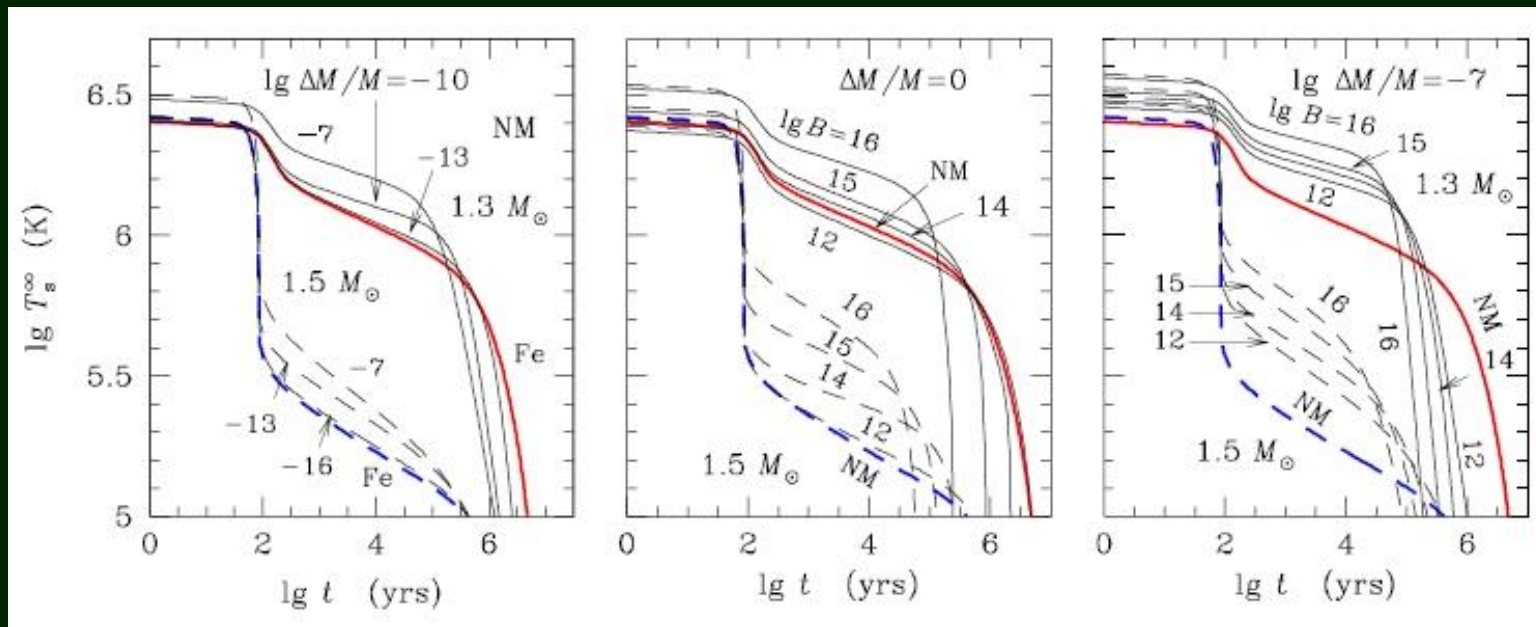 lg ΔM/M=−10
−7
NM
−13
1.3 M⊙
1.5 M⊙
Fe
−7
−13
−16
Fe
6.5
6
5.5
5
lg Ts∞ (K)
0 2 4 6
lg t (yrs)
ΔM/M=0
lg B=16
15
NM
14
12
16
15
14
12
1.5 M⊙
NM
0 2 4 6
lg t (yrs)
lg ΔM/M=−7
lg B=16
15
1.3 M⊙
12
15
14
12
16
16
NM
14
NM
12
1.5 M⊙
0 2 4 6
lg t (yrs)